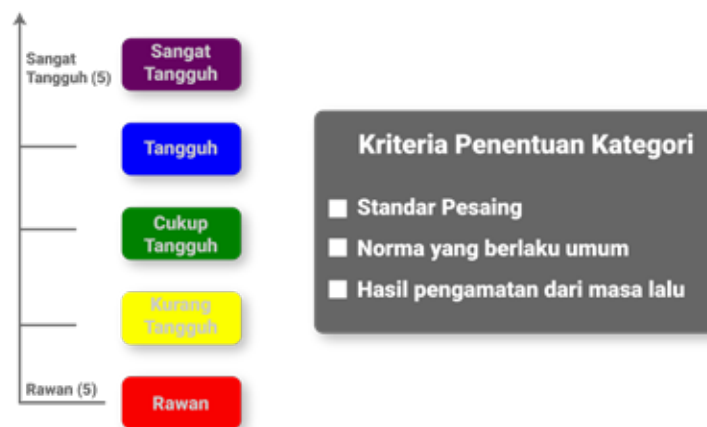 Sangat
Tangguh (5)
Sangat
Tangguh
Tangguh
Cukup
Tangguh
Kurang
Tangguh
Rawan (5)
Rawan
Kriteria Penentuan Kategori
Standar Pesaing
Norma yang berlaku umum
Hasil pengamatan dari masa lalu